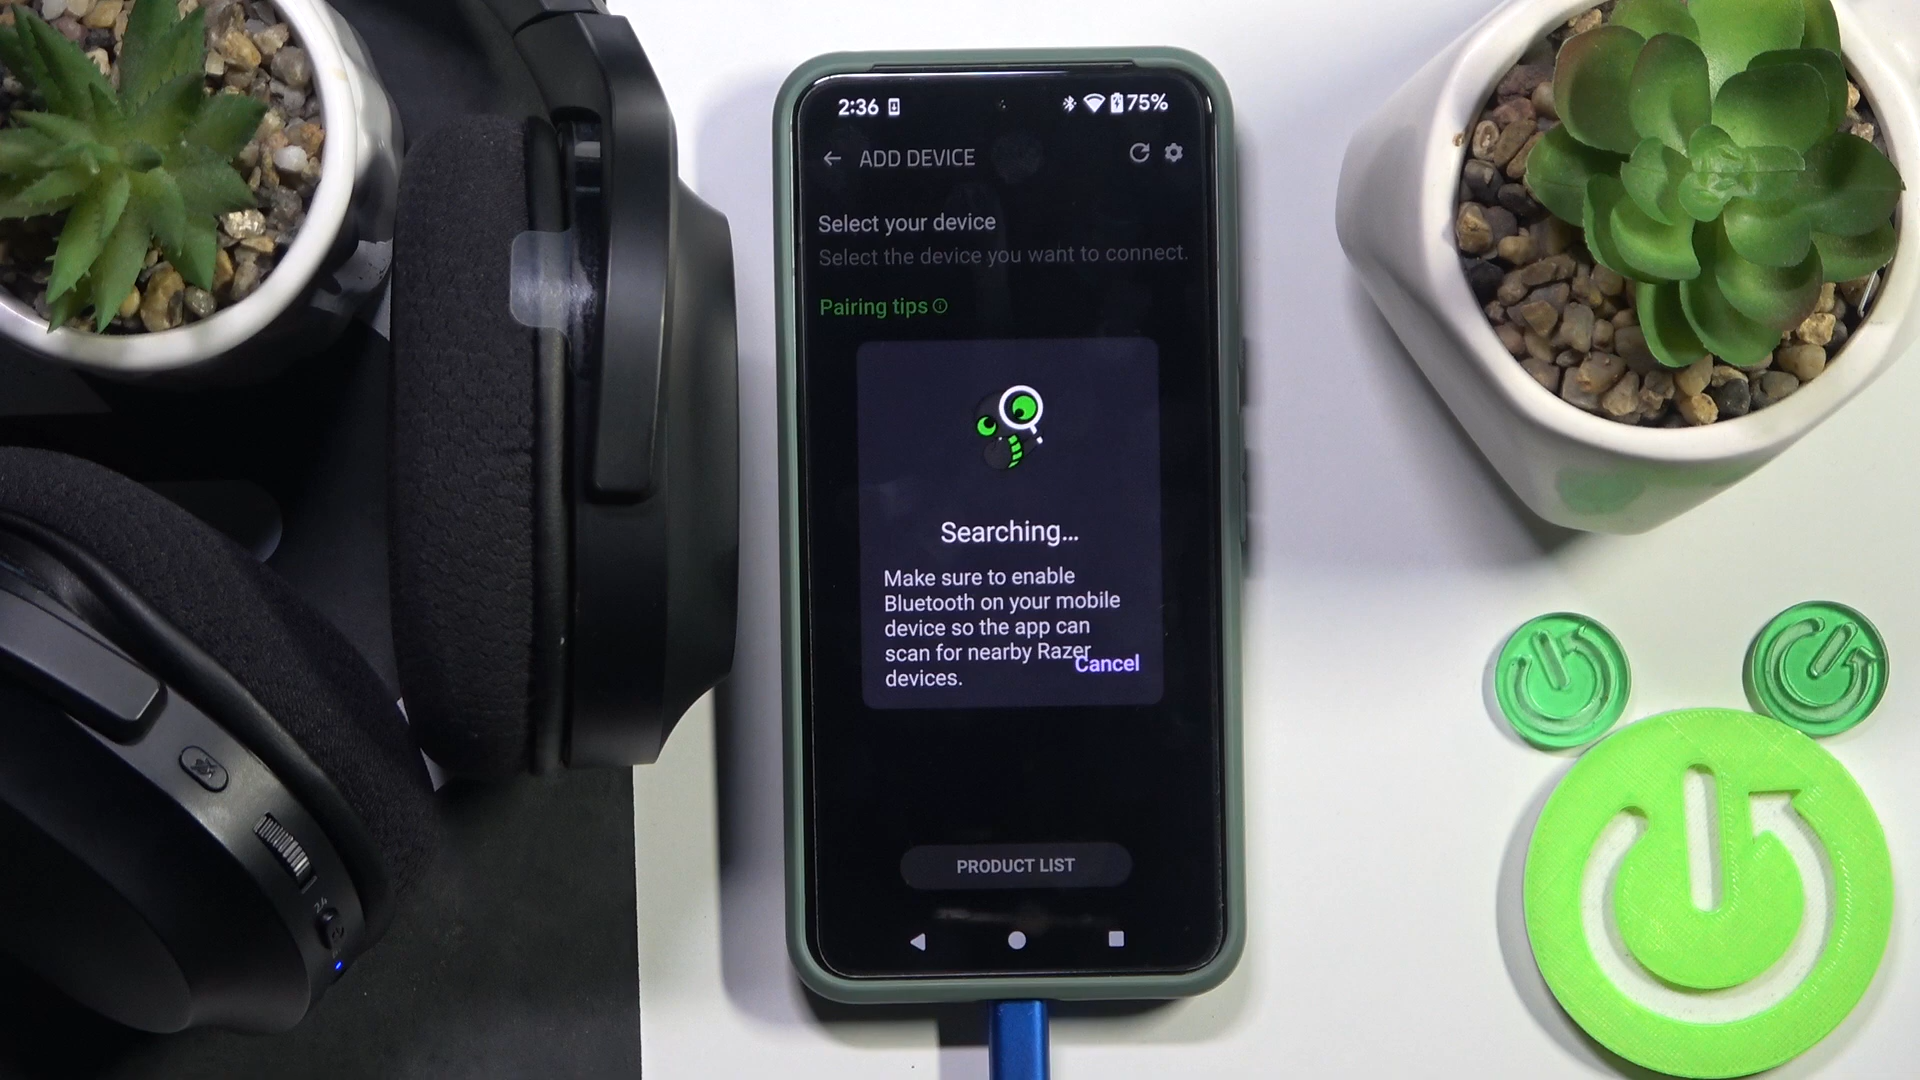 2:36
75%
ADD DEVICE
Select your device
Select the device you want to connect.
Pairing tips
Searching...
Make sure to enable
Bluetooth on your mobile
device so the app can
scan for nearby Razer
devices.
Cancel
PRODUCT LIST
2.4